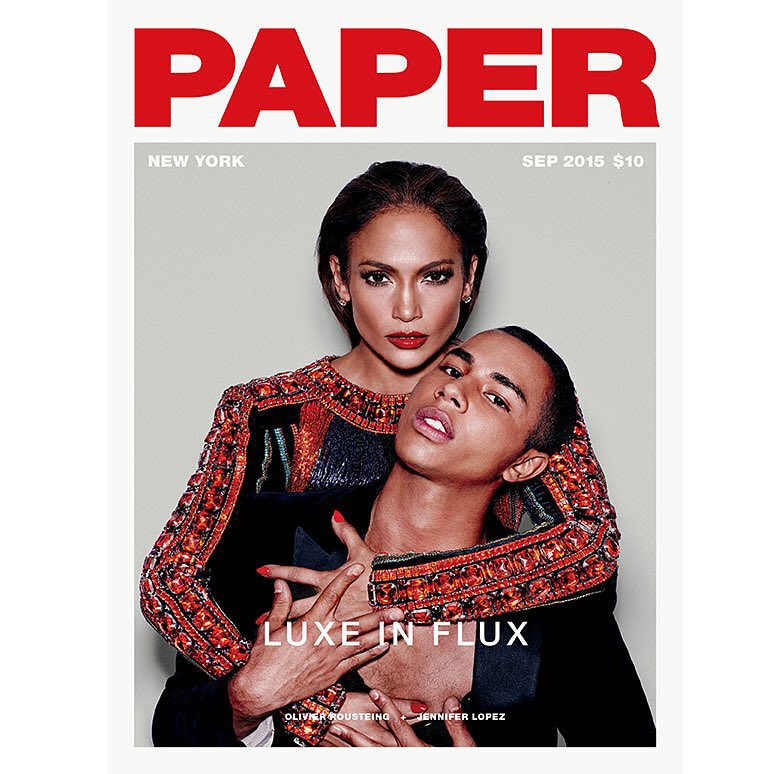 PAPER
NEW YORK
SEP 2015 $10
LUXE IN FLUX
OLIVIER ROUSTEING + JENNIFER LOPEZ